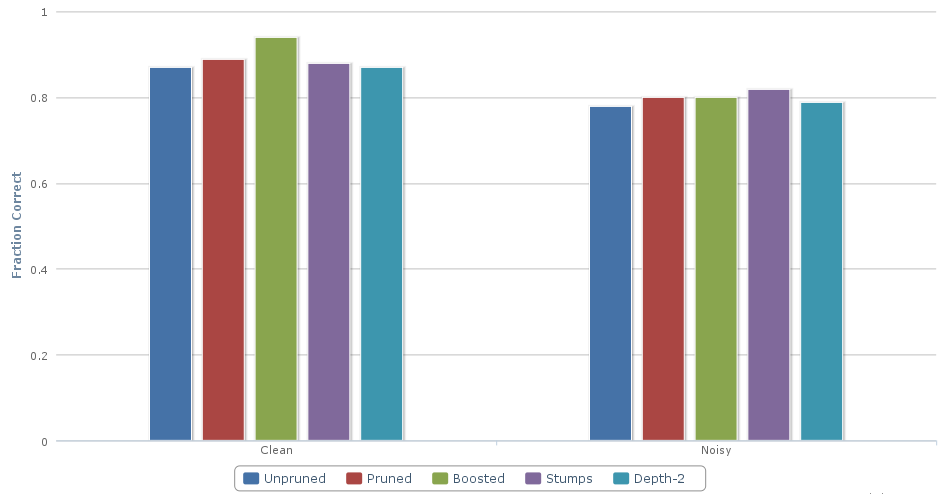 1
0.8
0.6
0.4
0.2
0
Fraction Correct
Clean
Noisy
Unpruned
Pruned
Boosted
Stumps
Depth-2